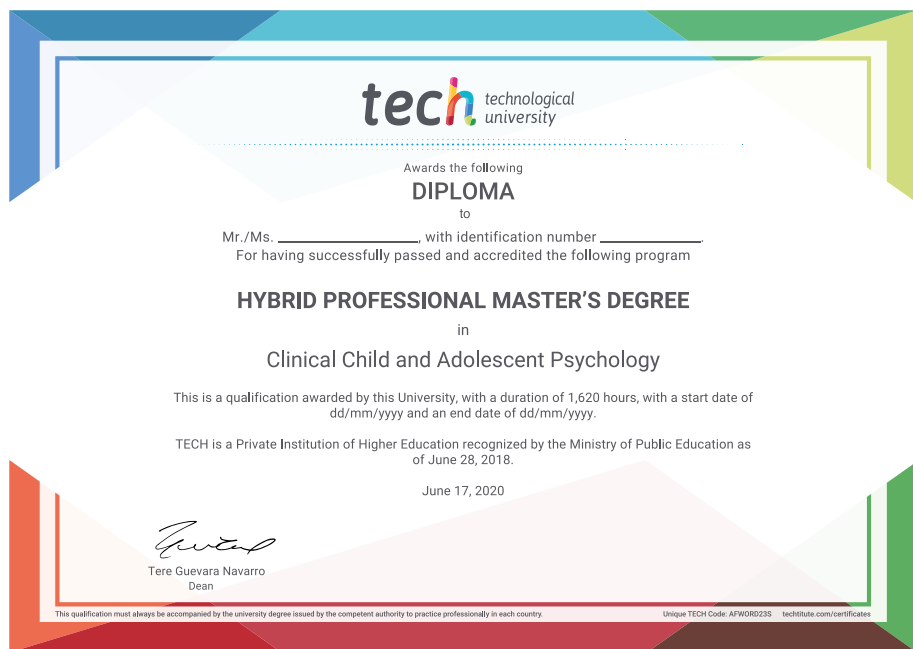 tech technological
university
Awards the following
DIPLOMA
to
Mr./Ms. ____________________, with identification number ______________.
For having successfully passed and accredited the following program
HYBRID PROFESSIONAL MASTER'S DEGREE
in
Clinical Child and Adolescent Psychology
This is a qualification awarded by this University, with a duration of 1,620 hours, with a start date of
dd/mm/yyyy and an end date of dd/mm/yyyy.
TECH is a Private Institution of Higher Education recognized by the Ministry of Public Education as
of June 28, 2018.
June 17, 2020
Tere Guevara Navarro
Dean
This qualification must always be accompanied by the university degree issued by the competent authority to practice professionally in each country. Unique TECH Code: AFWORD23S techtitute.com/certificates